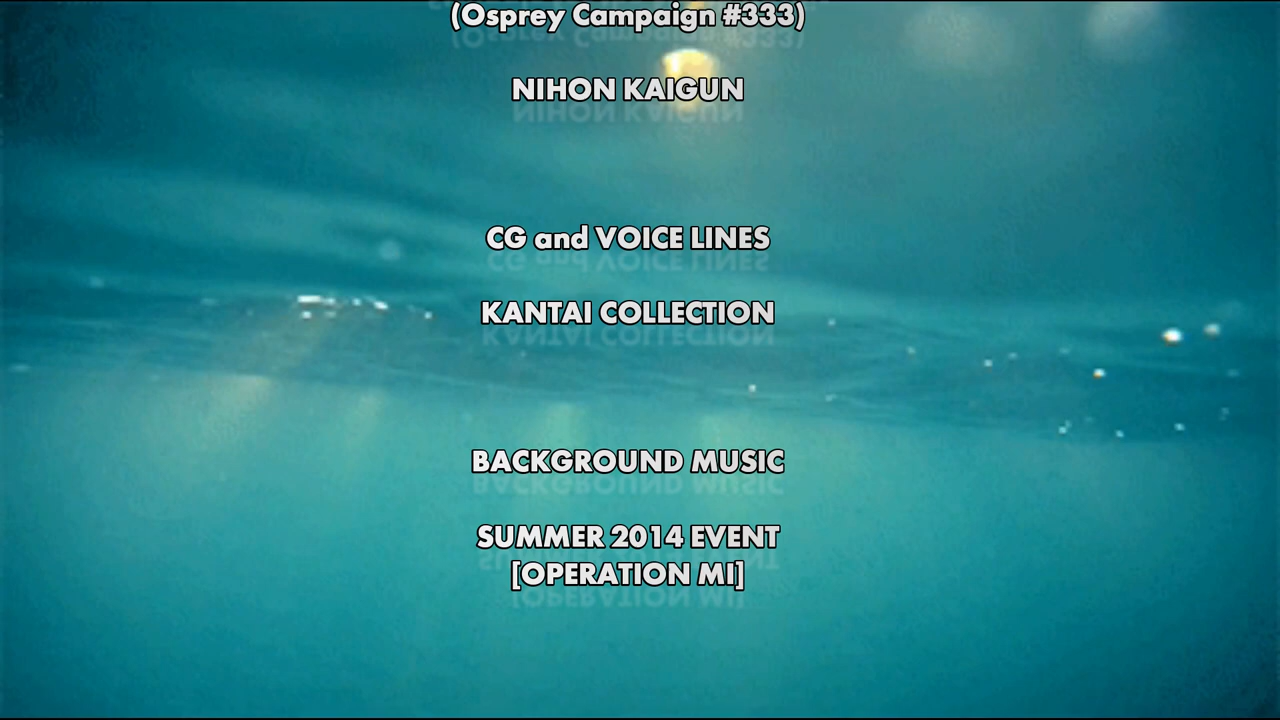 (Osprey Campaign #333)
NIHON KAIGUN
CG and VOICE LINES
KANTAI COLLECTION
BACKGROUND MUSIC
SUMMER 2014 EVENT
[OPERATION MI]